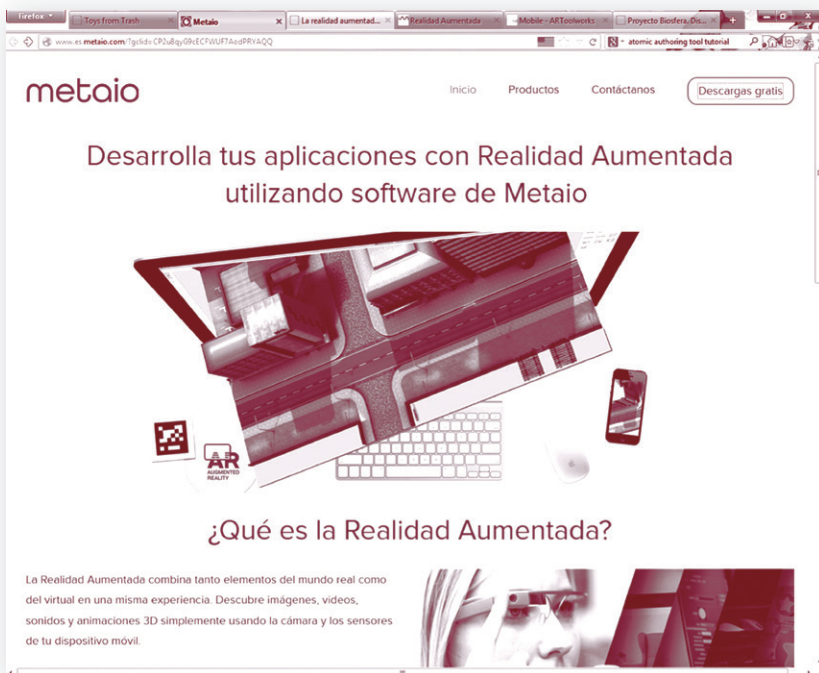 Firefox
Toys from Trash
Metaio
La realidad aumentad...
Realidad Aumentada
Mobile - ARToolworks
Proyecto Biosfera, Dis...
www.es.metaio.com
atomic authoring tool tutorial
metaio
Inicio
Productos
Contáctanos
Descargas gratis
Desarrolla tus aplicaciones con Realidad Aumentada
utilizando software de Metaio
AR
AUGMENTED
REALITY
¿Qué es la Realidad Aumentada?
La Realidad Aumentada combina tanto elementos del mundo real como
del virtual en una misma experiencia. Descubre imágenes, videos,
sonidos y animaciones 3D simplemente usando la cámara y los sensores
de tu dispositivo móvil.